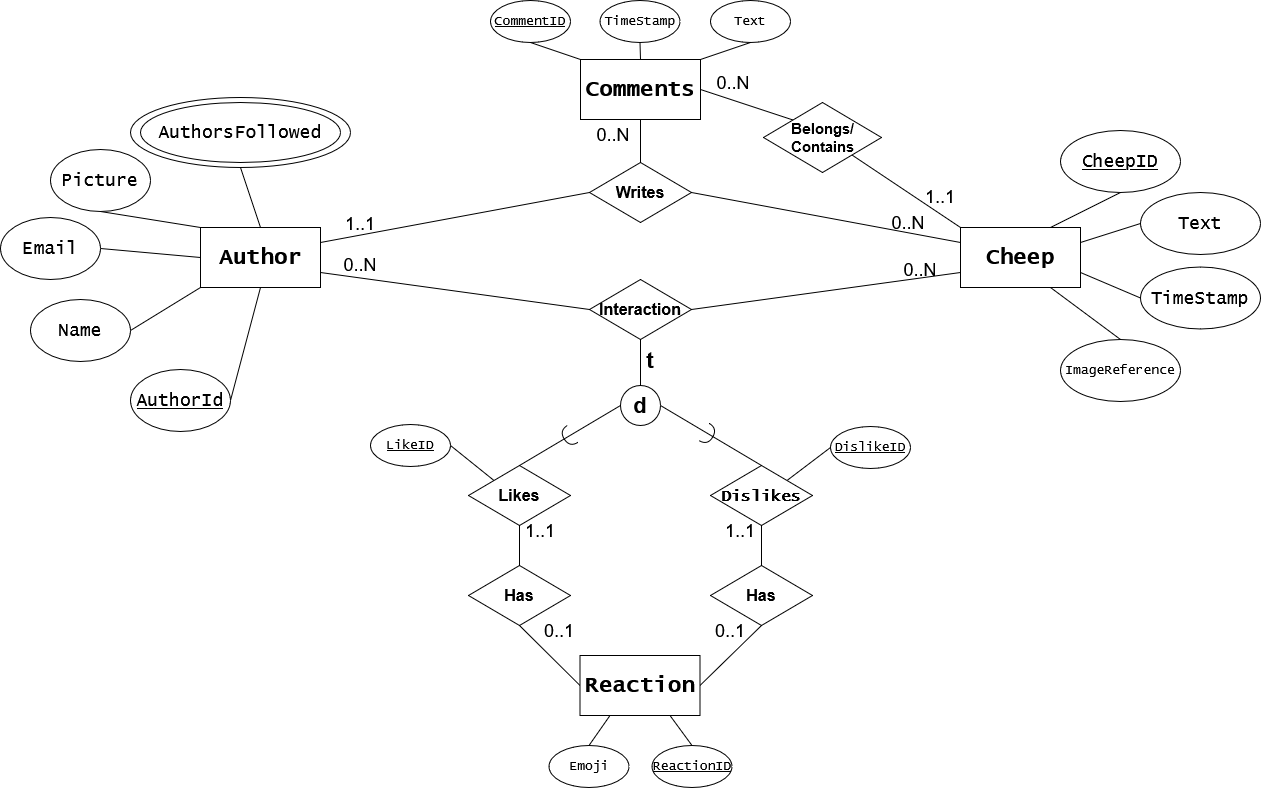 CommentID
TimeStamp
Text
Comments
0..N
0..N
Belongs/
Contains
AuthorsFollowed
Picture
Email
Name
AuthorId
Author
1..1
0..N
Writes
Interaction
0..N
1..1
0..N
Cheep
CheepID
Text
TimeStamp
ImageReference
t
d
LikeID
DislikeID
Likes
Dislikes
1..1
1..1
Has
Has
0..1
0..1
Reaction
Emoji
ReactionID